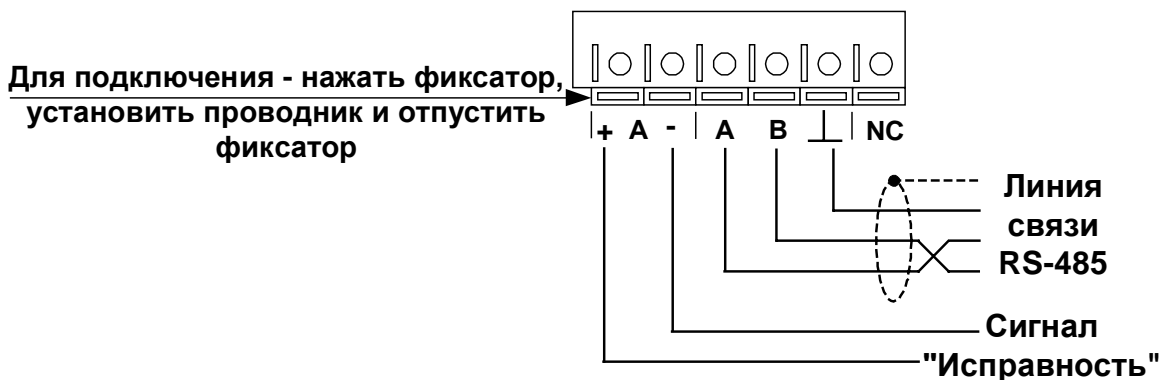 Для подключения - нажать фиксатор,
установить проводник и отпустить
фиксатор
+ A - A B NC
Линия
связи
RS-485
Сигнал
"Исправность"